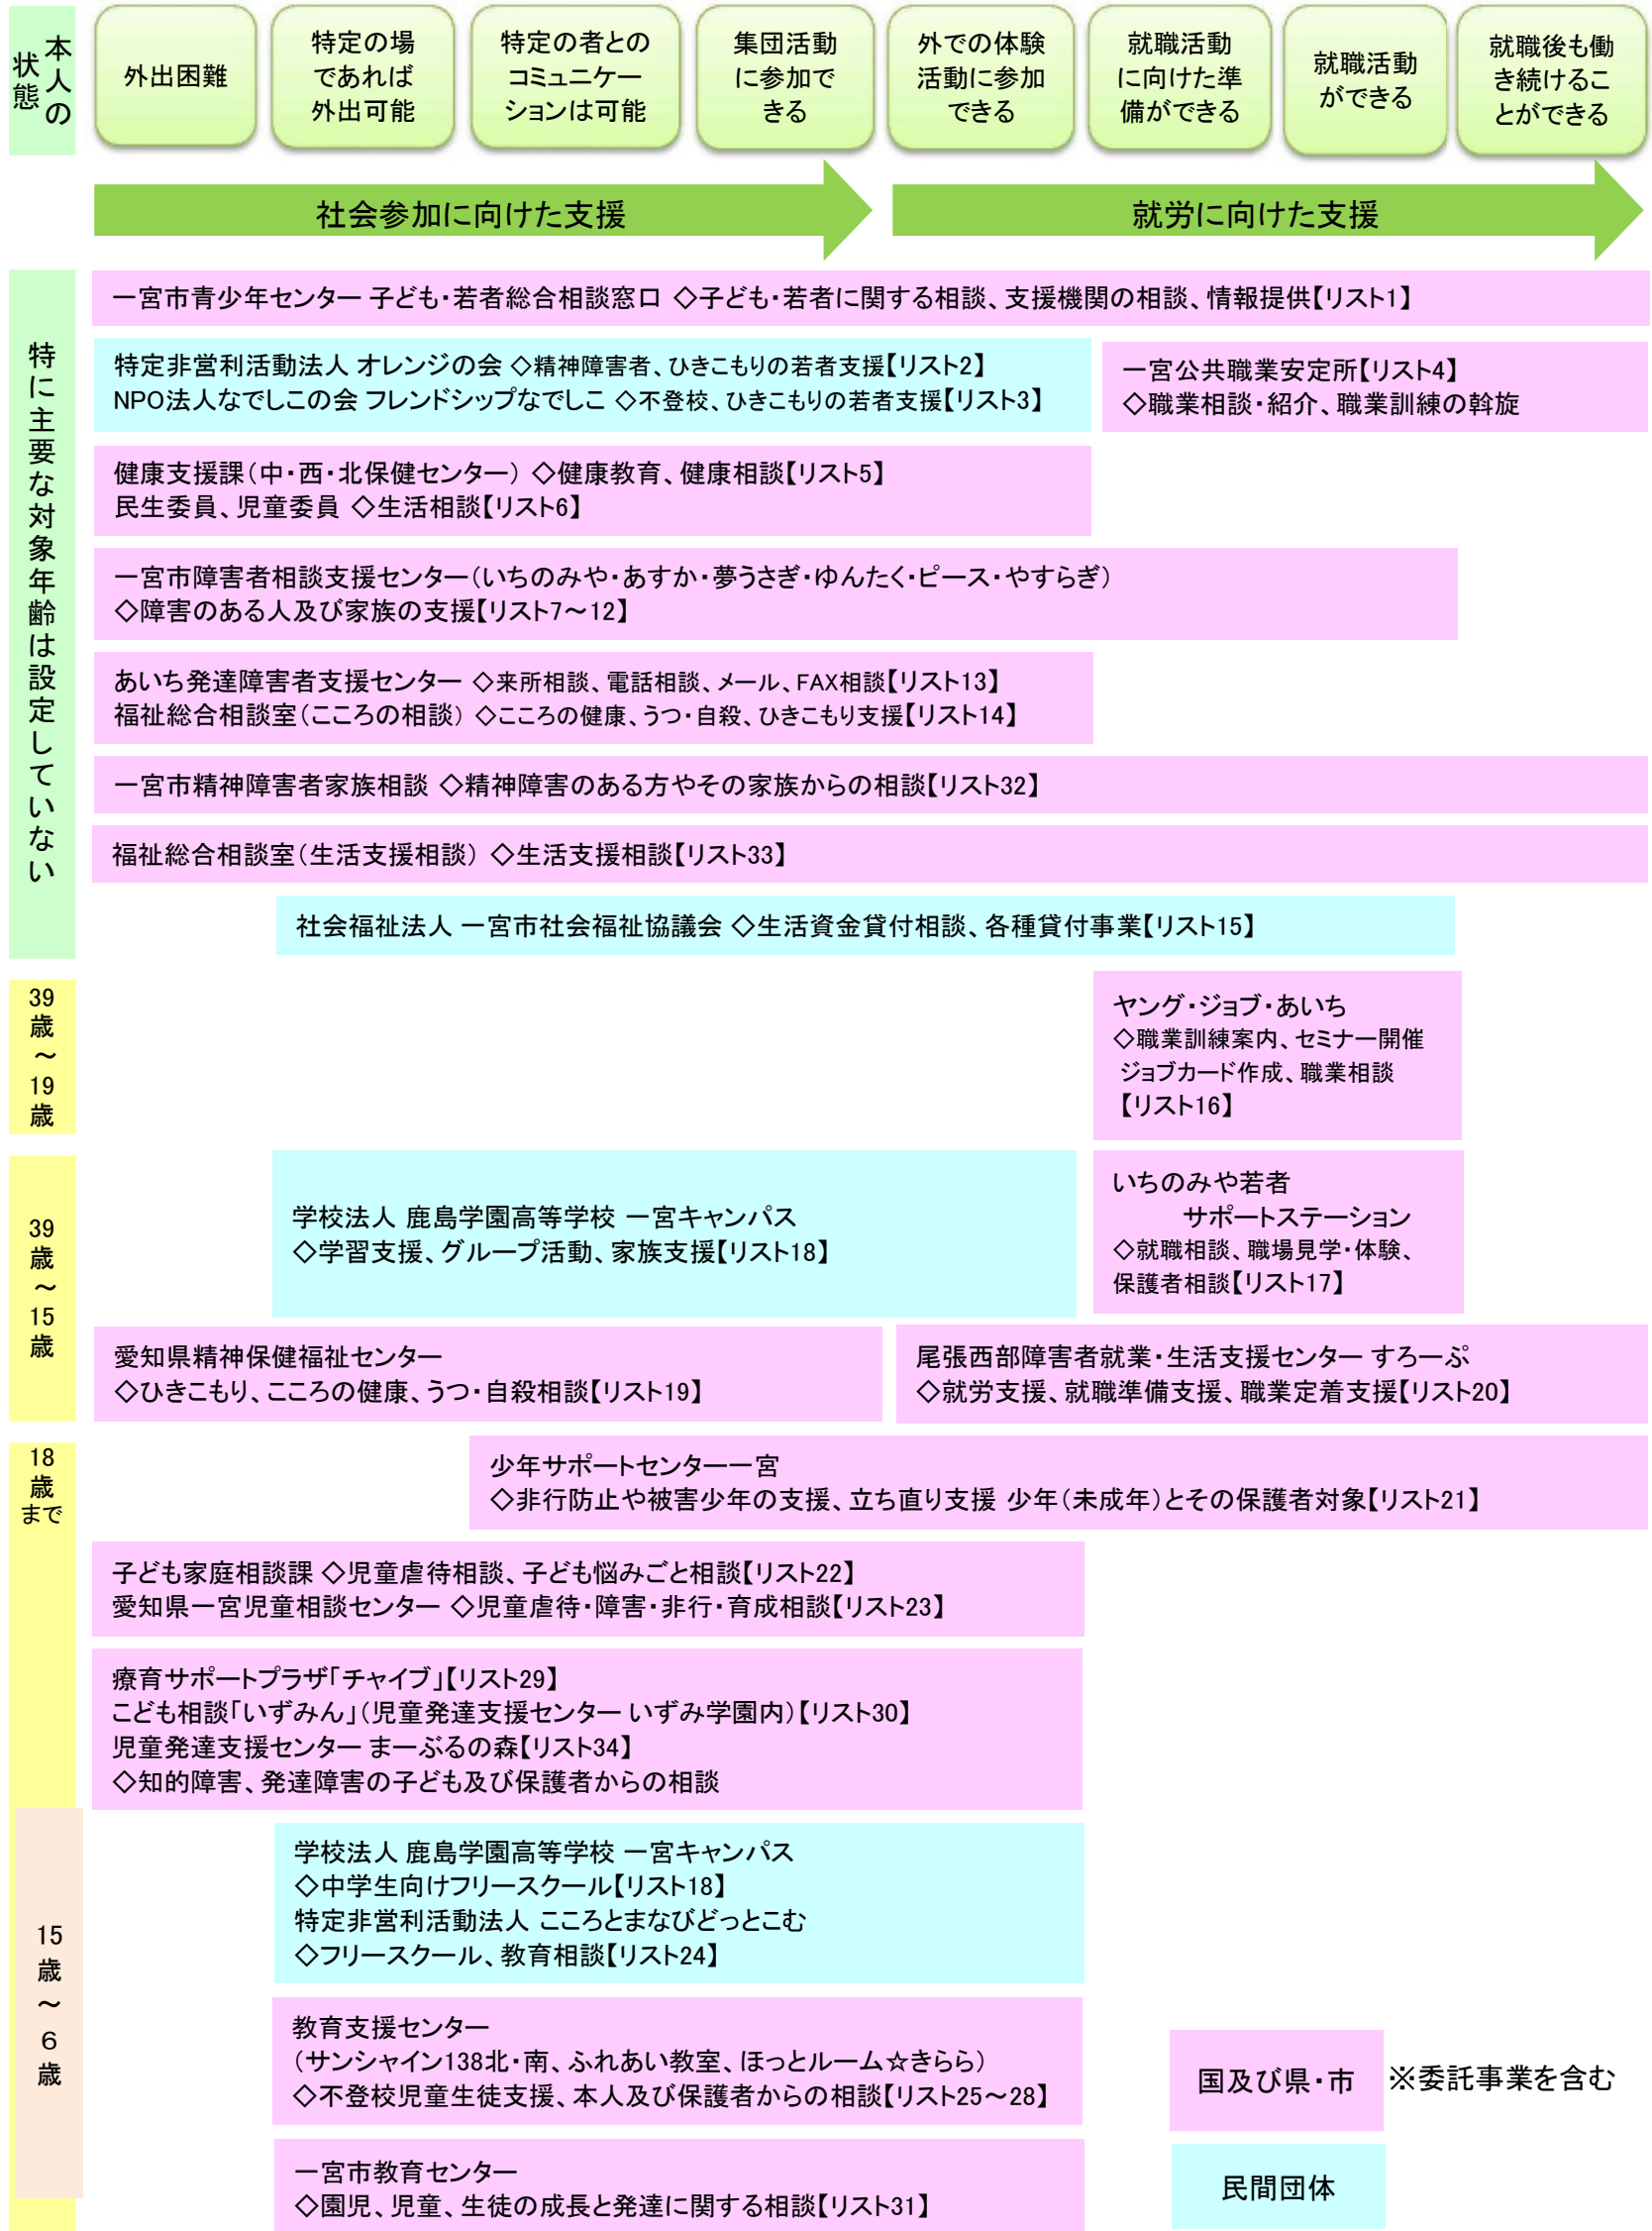 本人の
状態
外出困難
特定の場
であれば
外出可能
特定の者との
コミュニケー
ションは可能
集団活動
に参加で
きる
外での体験
活動に参加
できる
就職活動
に向けた準
備ができる
就職活動
ができる
就職後も働
き続けるこ
とができる
社会参加に向けた支援
就労に向けた支援
特に主要な対象年齢は設定していない
一宮市青少年センター 子ども・若者総合相談窓口 ◇子ども・若者に関する相談、支援機関の相談、情報提供【リスト1】
特定非営利活動法人 オレンジの会 ◇精神障害者、ひきこもりの若者支援【リスト2】
NPO法人なでしこの会 フレンドシップなでしこ ◇不登校、ひきこもりの若者支援【リスト3】
一宮公共職業安定所【リスト4】
◇職業相談・紹介、職業訓練の斡旋
健康支援課(中・西・北保健センター) ◇健康教育、健康相談【リスト5】
民生委員、児童委員 ◇生活相談【リスト6】
一宮市障害者相談支援センター(いちのみや・あすか・夢うさぎ・ゆんたく・ピース・やすらぎ)
◇障害のある人及び家族の支援【リスト7～12】
あいち発達障害者支援センター ◇来所相談、電話相談、メール、FAX相談【リスト13】
福祉総合相談室(こころの相談) ◇こころの健康、うつ・自殺、ひきこもり支援【リスト14】
一宮市精神障害者家族相談 ◇精神障害のある方やその家族からの相談【リスト32】
福祉総合相談室(生活支援相談) ◇生活支援相談【リスト33】
社会福祉法人 一宮市社会福祉協議会 ◇生活資金貸付相談、各種貸付事業【リスト15】
39
歳
～
19
歳
ヤング・ジョブ・あいち
◇職業訓練案内、セミナー開催
ジョブカード作成、職業相談
【リスト16】
39
歳
～
15
歳
学校法人 鹿島学園高等学校 一宮キャンパス
◇学習支援、グループ活動、家族支援【リスト18】
いちのみや若者
サポートステーション
◇就職相談、職場見学・体験、
保護者相談【リスト17】
愛知県精神保健福祉センター
◇ひきこもり、こころの健康、うつ・自殺相談【リスト19】
尾張西部障害者就業・生活支援センター すろーぷ
◇就労支援、就職準備支援、職業定着支援【リスト20】
18
歳
まで
少年サポートセンター一宮
◇非行防止や被害少年の支援、立ち直り支援 少年(未成年)とその保護者対象【リスト21】
子ども家庭相談課 ◇児童虐待相談、子ども悩みごと相談【リスト22】
愛知県一宮児童相談センター ◇児童虐待・障害・非行・育成相談【リスト23】
療育サポートプラザ「チャイブ」【リスト29】
こども相談「いずみん」(児童発達支援センター いずみ学園内)【リスト30】
児童発達支援センター まーぶるの森【リスト34】
◇知的障害、発達障害の子ども及び保護者からの相談
15
歳
～
6
歳
学校法人 鹿島学園高等学校 一宮キャンパス
◇中学生向けフリースクール【リスト18】
特定非営利活動法人 こころとまなびどっとこむ
◇フリースクール、教育相談【リスト24】
教育支援センター
(サンシャイン138北・南、ふれあい教室、ほっとルーム☆きらら)
◇不登校児童生徒支援、本人及び保護者からの相談【リスト25～28】
一宮市教育センター
◇園児、児童、生徒の成長と発達に関する相談【リスト31】
国及び県・市
※委託事業を含む
民間団体